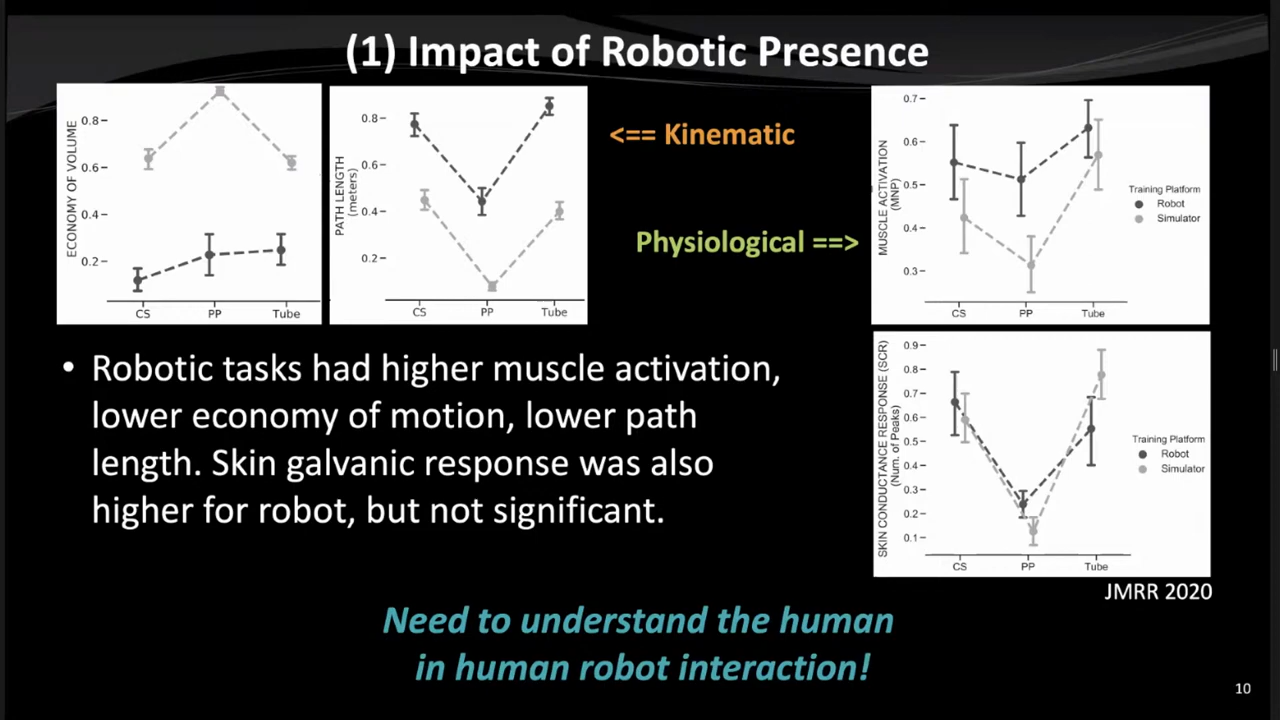 (1) Impact of Robotic Presence
ECONOMY OF VOLUME
0.8
0.6
0.4
0.2
CS PP Tube
PATH LENGTH
(meters)
0.8
0.6
0.4
0.2
CS PP Tube
<== Kinematic
Physiological ==>
MUSCLE ACTIVATION
(MNP)
0.7
0.6
0.5
0.4
0.3
CS PP Tube
Training Platform
Robot
Simulator
• Robotic tasks had higher muscle activation,
lower economy of motion, lower path
length. Skin galvanic response was also
higher for robot, but not significant.
SKIN CONDUCTANCE RESPONSE (SCR)
(Num. of Peaks)
0.9
0.8
0.7
0.6
0.5
0.4
0.3
0.2
0.1
CS PP Tube
Training Platform
Robot
Simulator
JMRR 2020
Need to understand the human
in human robot interaction!
10